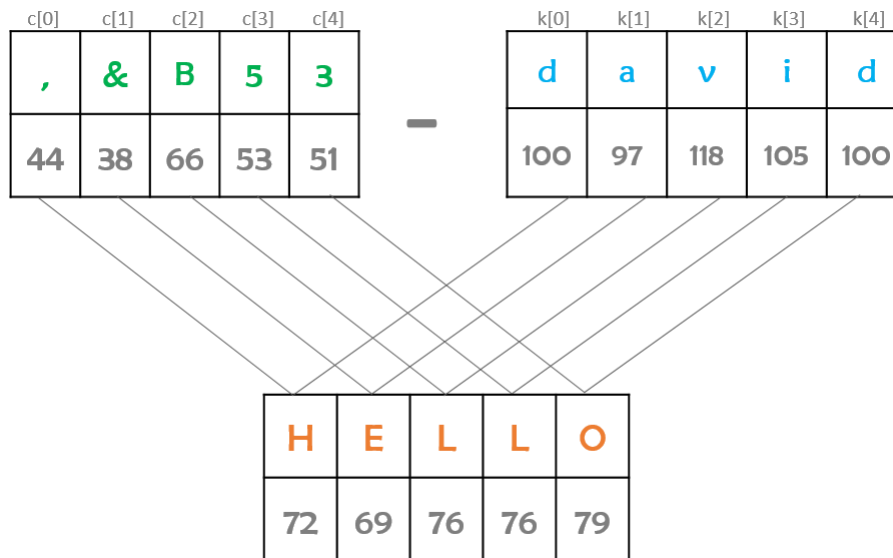 c[0] c[1] c[2] c[3] c[4] k[0] k[1] k[2] k[3] k[4]
, & B 5 3 - d a v i d
44 38 66 53 51 100 97 118 105 100
H E L L O
72 69 76 76 79